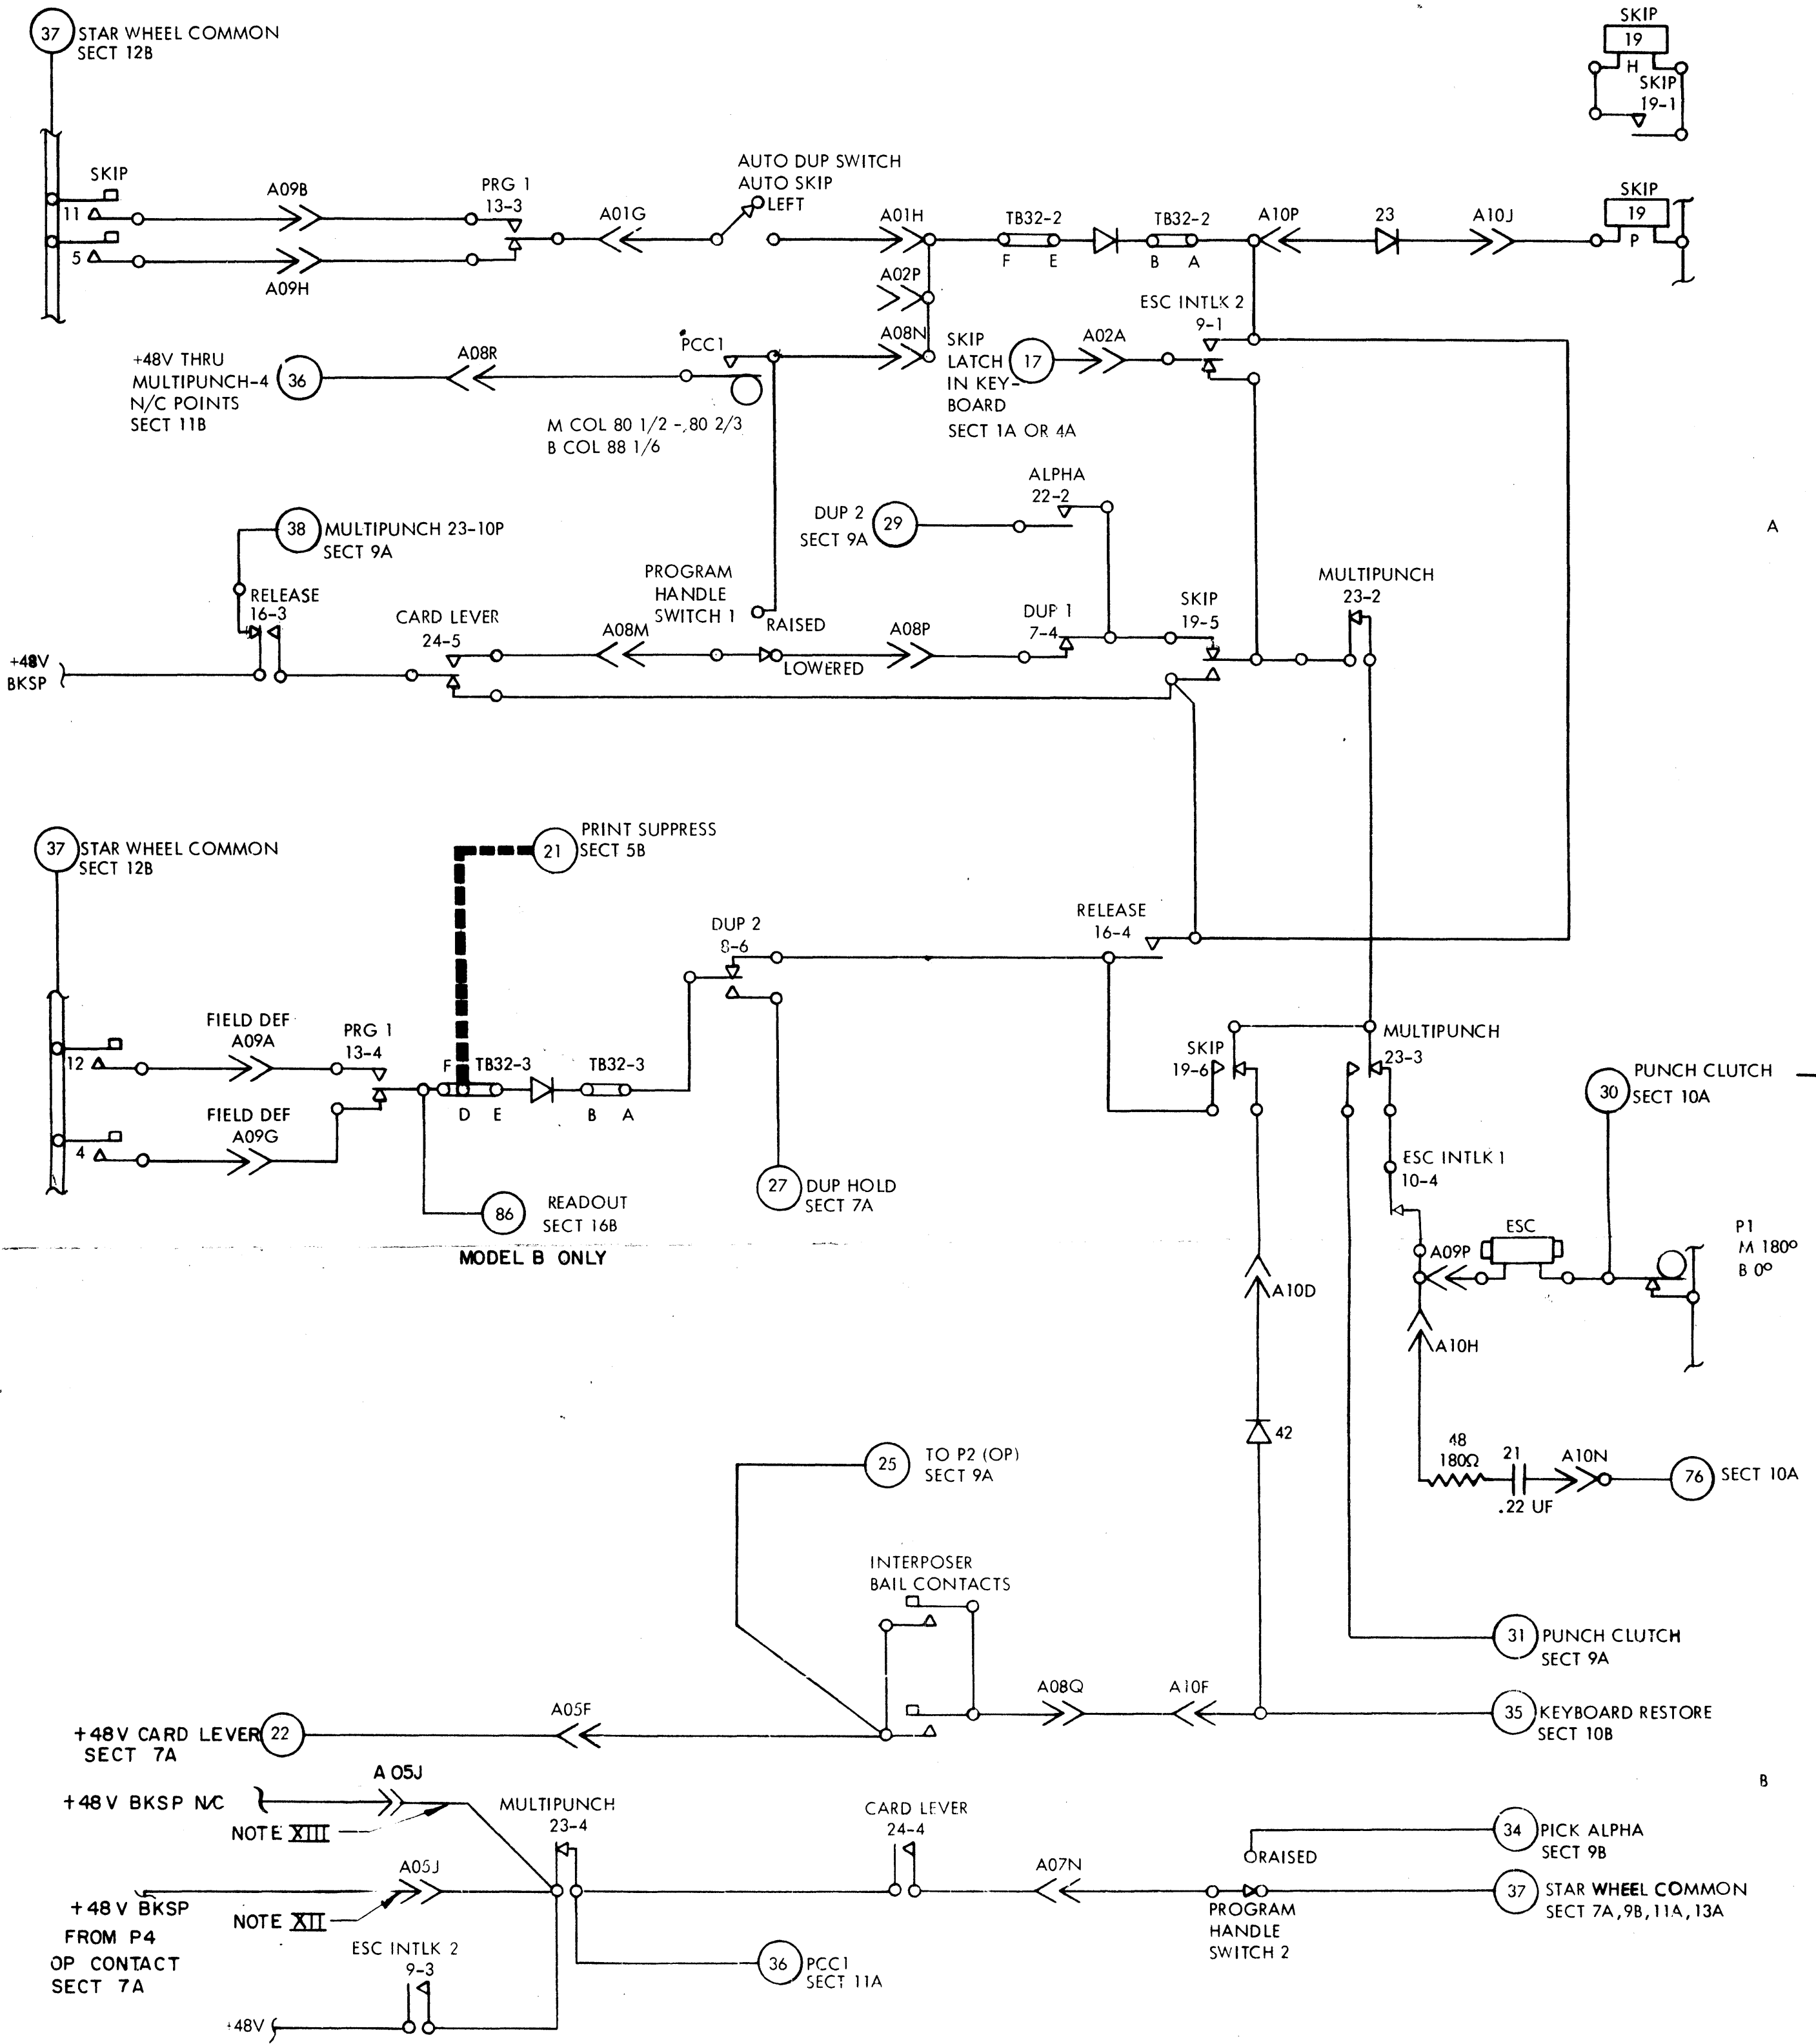 37
STAR WHEEL COMMON
SECT 12B
SKIP
19
H
SKIP
19-1
SKIP
11
5
A09B
A09H
PRG 1
13-3
A01G
AUTO DUP SWITCH
AUTO SKIP
LEFT
A01H
TB32-2
F E
TB32-2
B A
A10P
23
A10J
SKIP
19
P
A02P
A08N
ESC INTLK 2
9-1
+48V THRU
MULTIPUNCH-4
N/C POINTS
SECT 11B
36
A08R
PCC1
M COL 80 1/2 - 80 2/3
B COL 88 1/6
SKIP
LATCH
IN KEY-
BOARD
SECT 1A OR 4A
17
A02A
ALPHA
22-2
DUP 2
SECT 9A
29
A
38
MULTIPUNCH 23-10P
SECT 9A
RELEASE
16-3
+48V
BKSP
CARD LEVER
24-5
A08M
PROGRAM
HANDLE
SWITCH 1
RAISED
LOWERED
A08P
DUP 1
7-4
SKIP
19-5
MULTIPUNCH
23-2
37
STAR WHEEL COMMON
SECT 12B
21
PRINT SUPPRESS
SECT 5B
12
4
FIELD DEF
A09A
FIELD DEF
A09G
PRG 1
13-4
F
TB32-3
D E
TB32-3
B A
DUP 2
8-6
RELEASE
16-4
SKIP
19-6
MULTIPUNCH
23-3
30
PUNCH CLUTCH
SECT 10A
86
READOUT
SECT 16B
MODEL B ONLY
27
DUP HOLD
SECT 7A
ESC INTLK 1
10-4
A09P
ESC
P1
M 180°
B 0°
A10D
A10H
42
48
180Ω
21
.22 UF
A10N
76
SECT 10A
25
TO P2 (OP)
SECT 9A
INTERPOSER
BAIL CONTACTS
31
PUNCH CLUTCH
SECT 9A
+48V CARD LEVER
SECT 7A
22
A05F
A08Q
A10F
35
KEYBOARD RESTORE
SECT 10B
+48V BKSP N/C
A05J
NOTE XIII
MULTIPUNCH
23-4
CARD LEVER
24-4
B
34
PICK ALPHA
SECT 9B
RAISED
+48V BKSP
FROM P4
OP CONTACT
SECT 7A
A05J
NOTE XII
A07N
PROGRAM
HANDLE
SWITCH 2
37
STAR WHEEL COMMON
SECT 7A, 9B, 11A, 13A
ESC INTLK 2
9-3
36
PCC1
SECT 11A
+48V